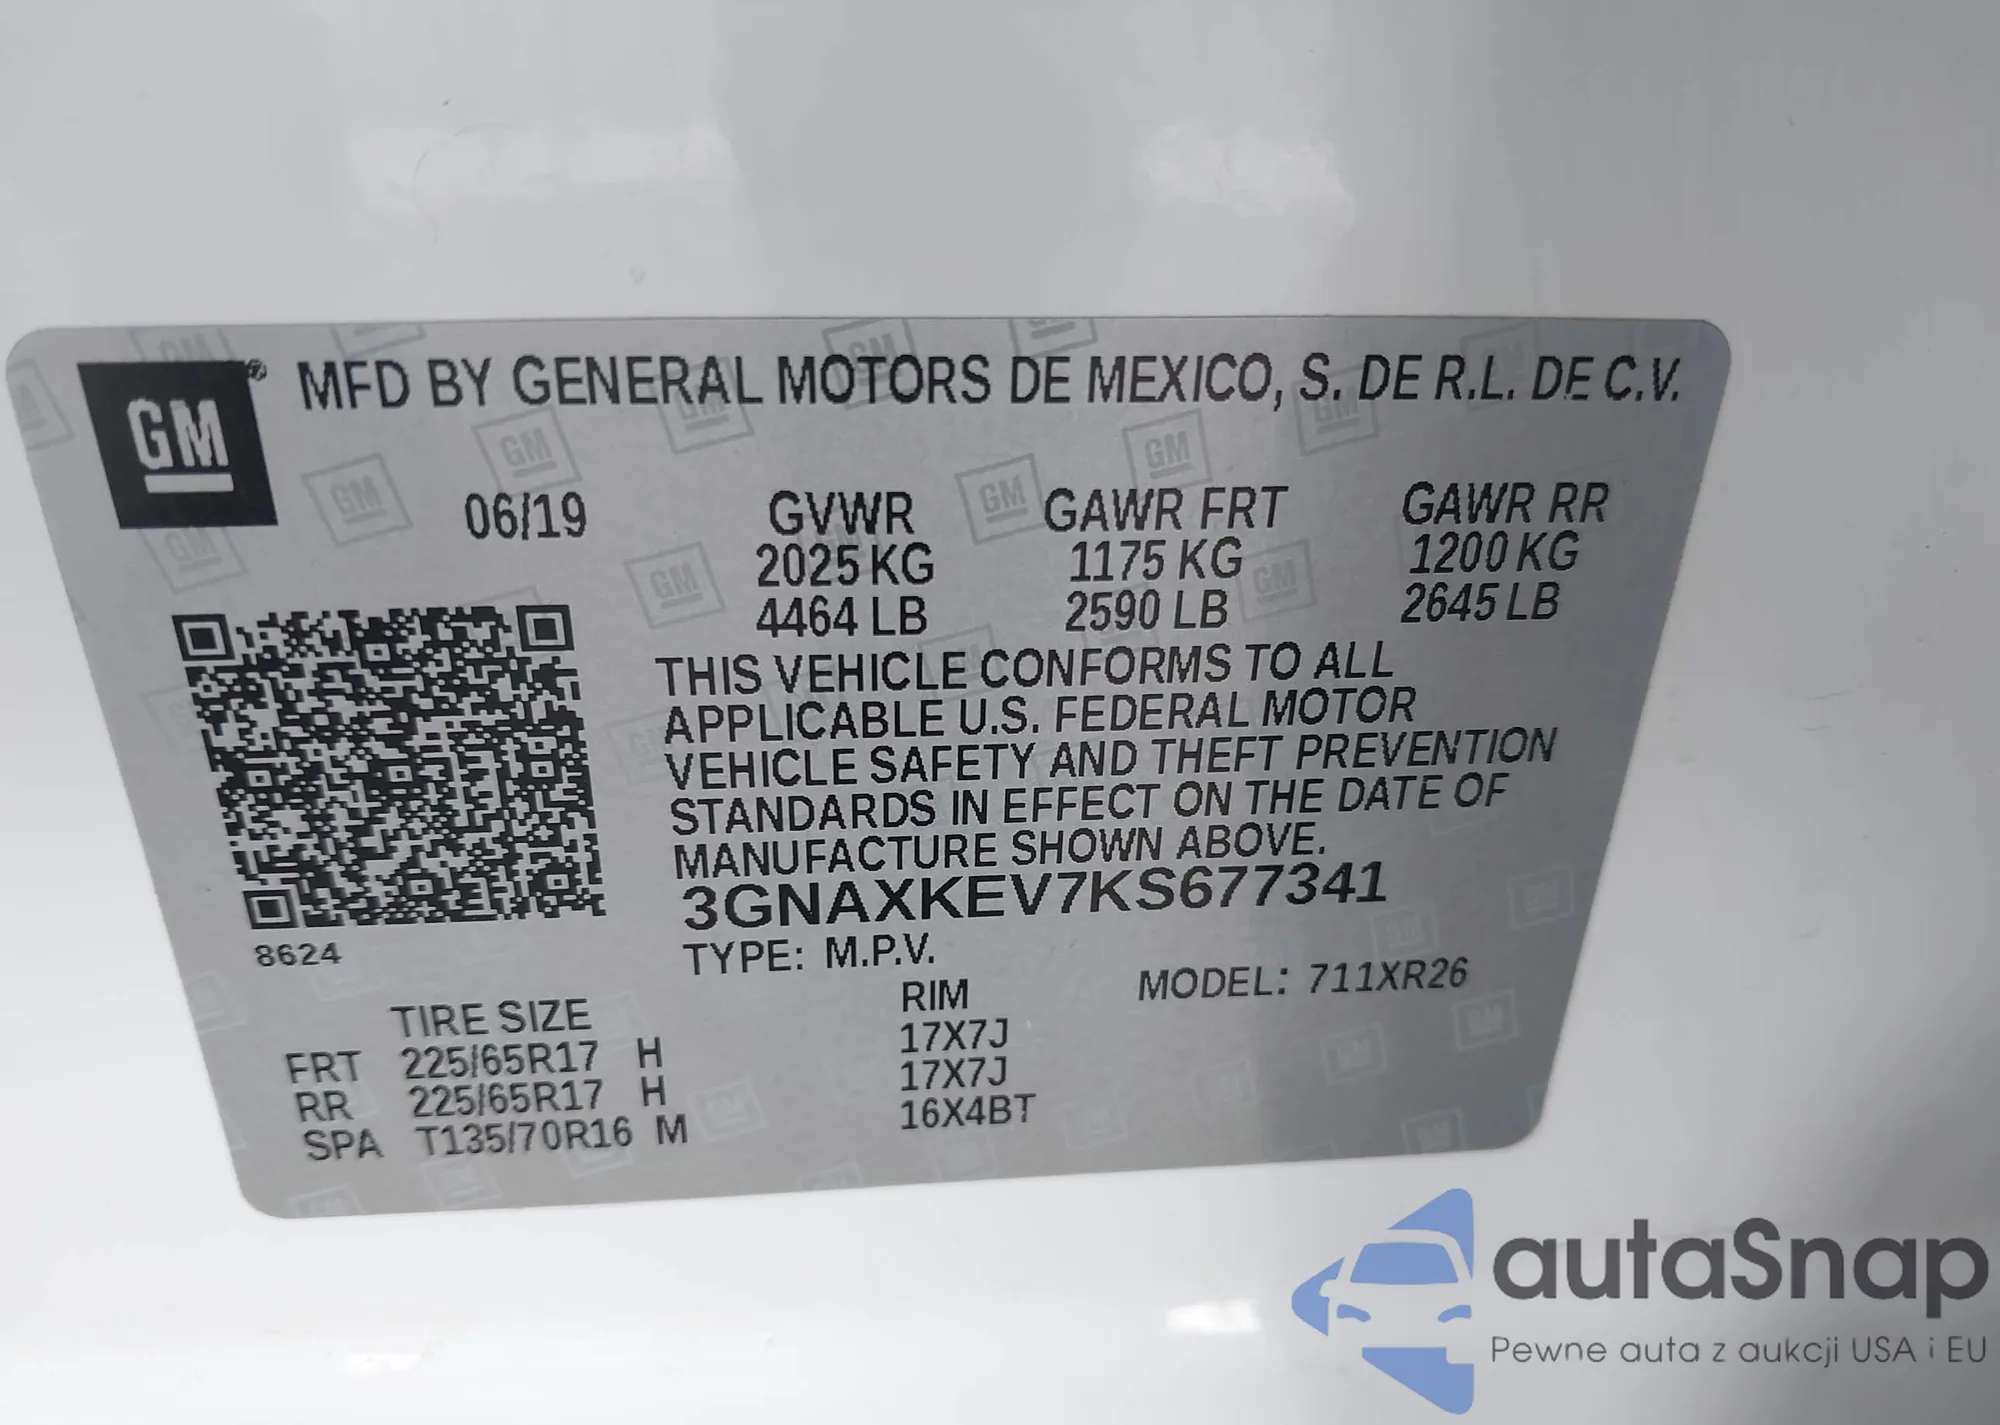 GM® MFD BY GENERAL MOTORS DE MEXICO, S. DE R.L. DE C.V.
06/19 GVWR GAWR FRT GAWR RR
2025 KG 1175 KG 1200 KG
4464 LB 2590 LB 2645 LB
THIS VEHICLE CONFORMS TO ALL
APPLICABLE U.S. FEDERAL MOTOR
VEHICLE SAFETY AND THEFT PREVENTION
STANDARDS IN EFFECT ON THE DATE OF
MANUFACTURE SHOWN ABOVE.
3GNAXKEV7KS677341
8624
TYPE: M.P.V. MODEL: 711XR26
TIRE SIZE RIM
FRT 225/65R17 H 17X7J
RR 225/65R17 H 17X7J
SPA T135/70R16 M 16X4BT
autaSnap
Pewne auta z aukcji USA i EU